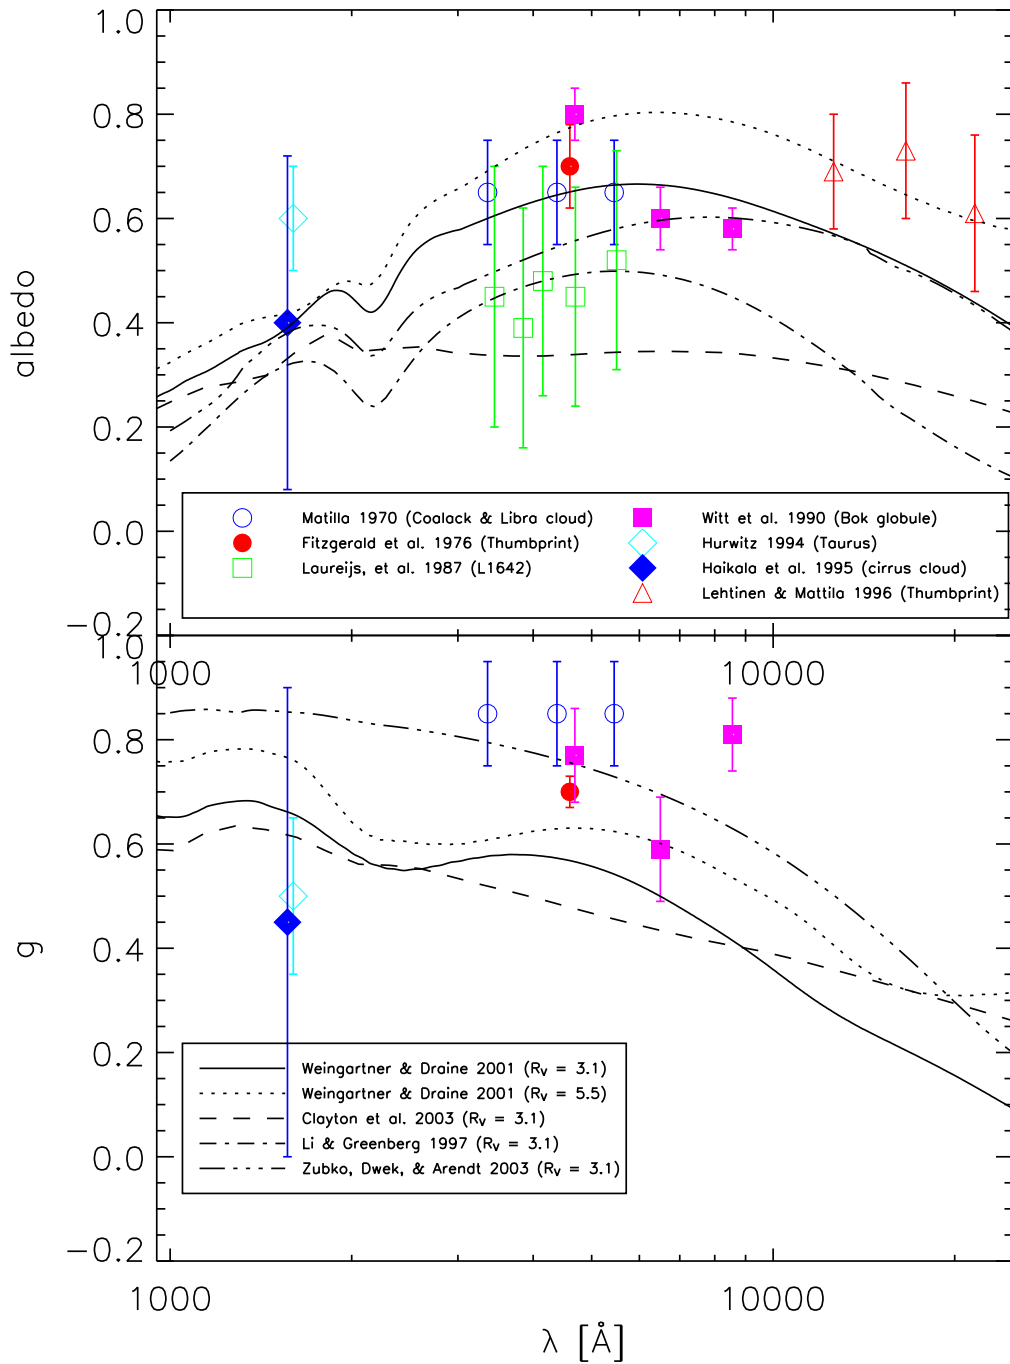 1.0
0.8
0.6
0.4
0.2
0.0
−0.2
albedo
Matilla 1970 (Coalack & Libra cloud)
Fitzgerald et al. 1976 (Thumbprint)
Laureijs, et al. 1987 (L1642)
Witt et al. 1990 (Bok globule)
Hurwitz 1994 (Taurus)
Haikala et al. 1995 (cirrus cloud)
Lehtinen & Mattila 1996 (Thumbprint)
1000
10000
1.0
0.8
0.6
0.4
0.2
0.0
−0.2
g
Weingartner & Draine 2001 (RV = 3.1)
Weingartner & Draine 2001 (RV = 5.5)
Clayton et al. 2003 (RV = 3.1)
Li & Greenberg 1997 (RV = 3.1)
Zubko, Dwek, & Arendt 2003 (RV = 3.1)
1000
10000
λ [Å]